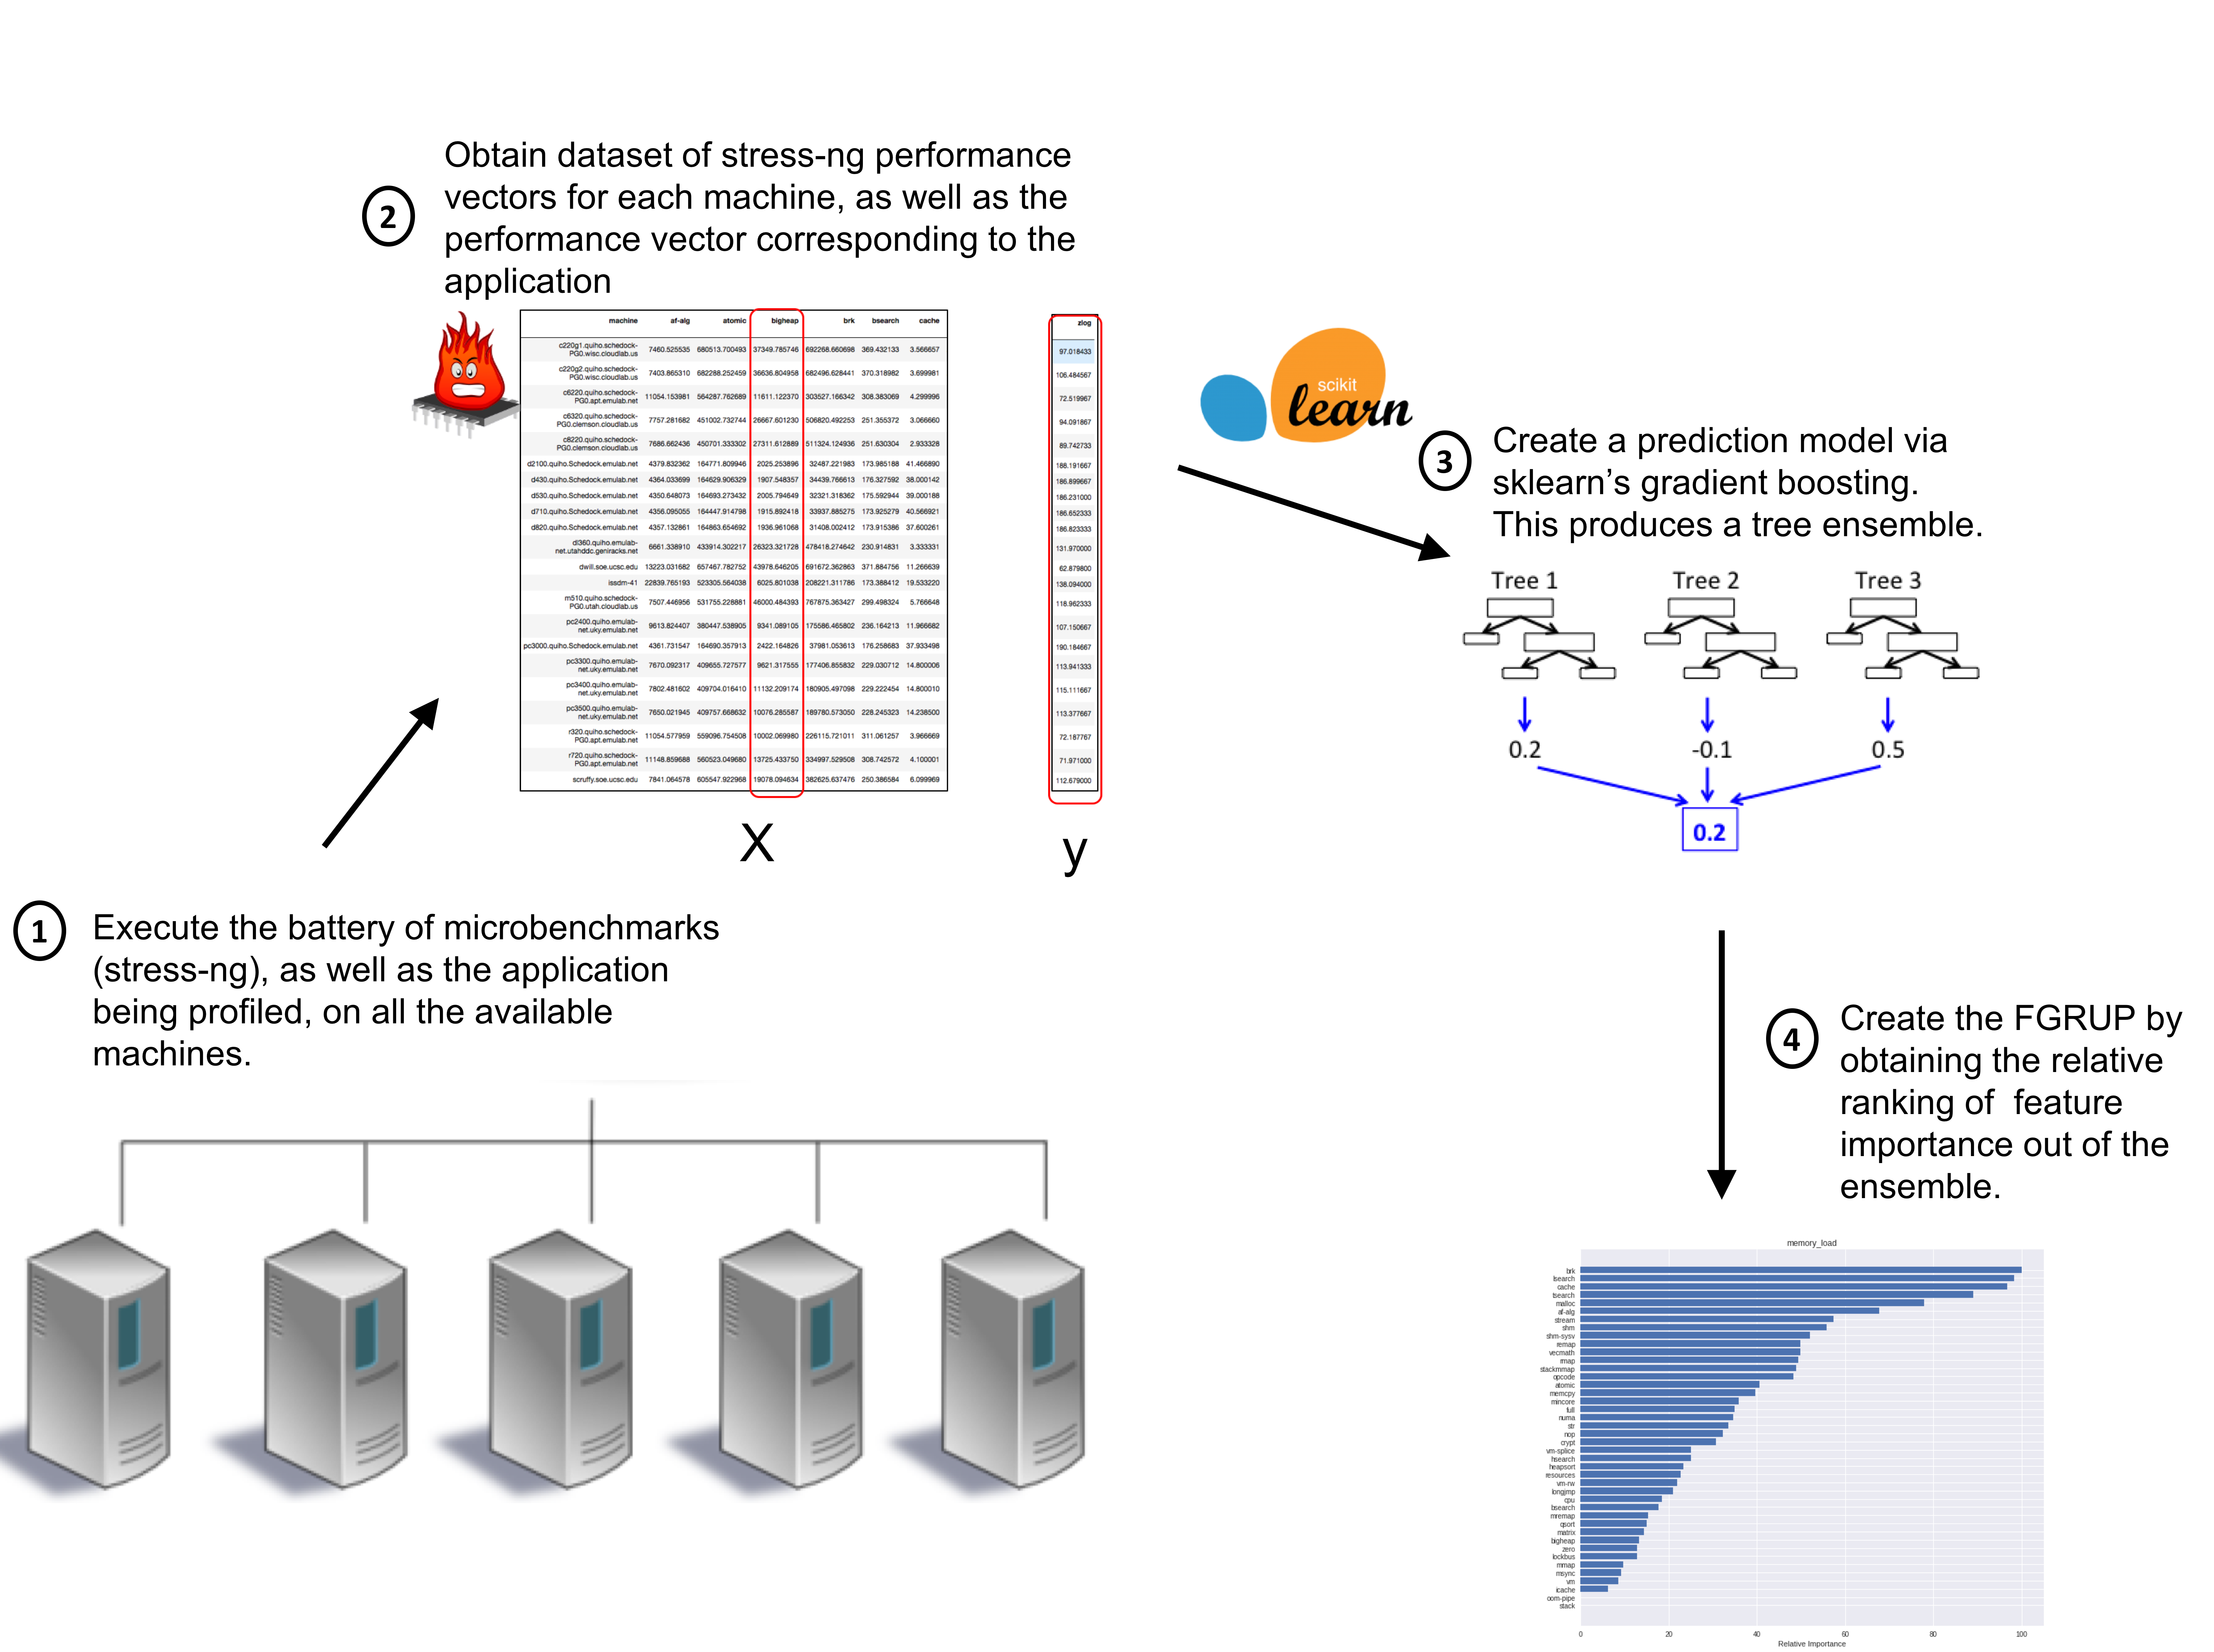 2
Obtain dataset of stress-ng performance
vectors for each machine, as well as the
performance vector corresponding to the
application
machine af-alg atomic bigheap brk bsearch cache
c220g1.quiho.schedock-
PG0.wisc.cloudlab.us 7460.525535 680513.700493 37349.785746 692268.660698 369.432133 3.566657
c220g2.quiho.schedock-
PG0.wisc.cloudlab.us 7403.865310 682288.252459 36636.804958 682496.628441 370.318982 3.699981
c6220.quiho.schedock-
PG0.apt.emulab.net 11054.153981 564287.762689 11611.122370 303527.166342 308.383069 4.299996
c6320.quiho.schedock-
PG0.clemson.cloudlab.us 7757.281682 451002.732744 26667.601230 506820.492253 251.355372 3.066660
c8220.quiho.schedock-
PG0.clemson.cloudlab.us 7686.662436 450701.333302 27311.612889 511324.124936 251.630304 2.933328
d2100.quiho.Schedock.emulab.net 4379.832362 164771.809946 2025.253896 32487.221983 173.985188 41.466890
d430.quiho.Schedock.emulab.net 4364.033699 164629.906329 1907.548357 34439.766613 176.327592 38.000142
d530.quiho.Schedock.emulab.net 4350.648073 164693.273432 2005.794649 32321.318362 175.592944 39.000188
d710.quiho.Schedock.emulab.net 4356.095055 164447.914798 1915.892418 33937.885275 173.925279 40.566921
d820.quiho.Schedock.emulab.net 4357.132861 164863.654692 1936.961068 31408.002412 173.915386 37.600261
dl360.quiho.emulab-
net.utahddc.geniracks.net 6661.338910 433914.302217 26323.321728 478418.274642 230.914831 3.333331
dwill.soe.ucsc.edu 13223.031682 657467.782752 43978.646205 691672.362863 371.884756 11.266639
issdm-41 22839.765193 523305.564038 6025.801038 208221.311786 173.388412 19.533220
m510.quiho.schedock-
PG0.utah.cloudlab.us 7507.446956 531755.228881 46000.484393 767875.363427 299.498324 5.766648
pc2400.quiho.emulab-
net.uky.emulab.net 9613.824407 380447.538905 9341.089105 175586.465802 236.164213 11.966682
pc3000.quiho.Schedock.emulab.net 4361.731547 164690.357913 2422.164826 37981.053613 176.258683 37.933498
pc3300.quiho.emulab-
net.uky.emulab.net 7670.092317 409655.727577 9621.317555 177406.855832 229.030712 14.800006
pc3400.quiho.emulab-
net.uky.emulab.net 7802.481602 409704.016410 11132.209174 180905.497098 229.222454 14.800010
pc3500.quiho.emulab-
net.uky.emulab.net 7650.021945 409757.668632 10076.285587 189780.573050 228.245323 14.238500
r320.quiho.schedock-
PG0.apt.emulab.net 11054.577959 559096.754508 10002.069980 226115.721011 311.061257 3.966669
r720.quiho.schedock-
PG0.apt.emulab.net 11148.859688 560523.049680 13725.433750 334997.529508 308.742572 4.100001
scruffy.soe.ucsc.edu 7841.064578 605547.922968 19078.094634 382625.637476 250.386584 6.099969
X
zlog
97.018433
106.484567
72.519967
94.091867
89.742733
188.191667
186.899667
186.231000
186.652333
186.823333
131.970000
62.879800
138.094000
118.962333
107.150667
190.184667
113.941333
115.111667
113.377667
72.187767
71.971000
112.679000
y
scikit
learn
3
Create a prediction model via
sklearn’s gradient boosting.
This produces a tree ensemble.
Tree 1 Tree 2 Tree 3
0.2 -0.1 0.5
0.2
1
Execute the battery of microbenchmarks
(stress-ng), as well as the application
being profiled, on all the available
machines.
4
Create the FGRUP by
obtaining the relative
ranking of feature
importance out of the
ensemble.
memory_load
brk
lsearch
cache
tsearch
malloc
af-alg
stream
shm
shm-sysv
remap
vecmath
rmap
stackmmap
opcode
atomic
memcpy
mincore
full
numa
str
nop
crypt
vm-splice
hsearch
heapsort
resources
vm-rw
longjmp
cpu
bsearch
mremap
qsort
matrix
bigheap
zero
lockbus
mmap
msync
vm
icache
oom-pipe
stack
0 20 40 60 80 100
Relative Importance